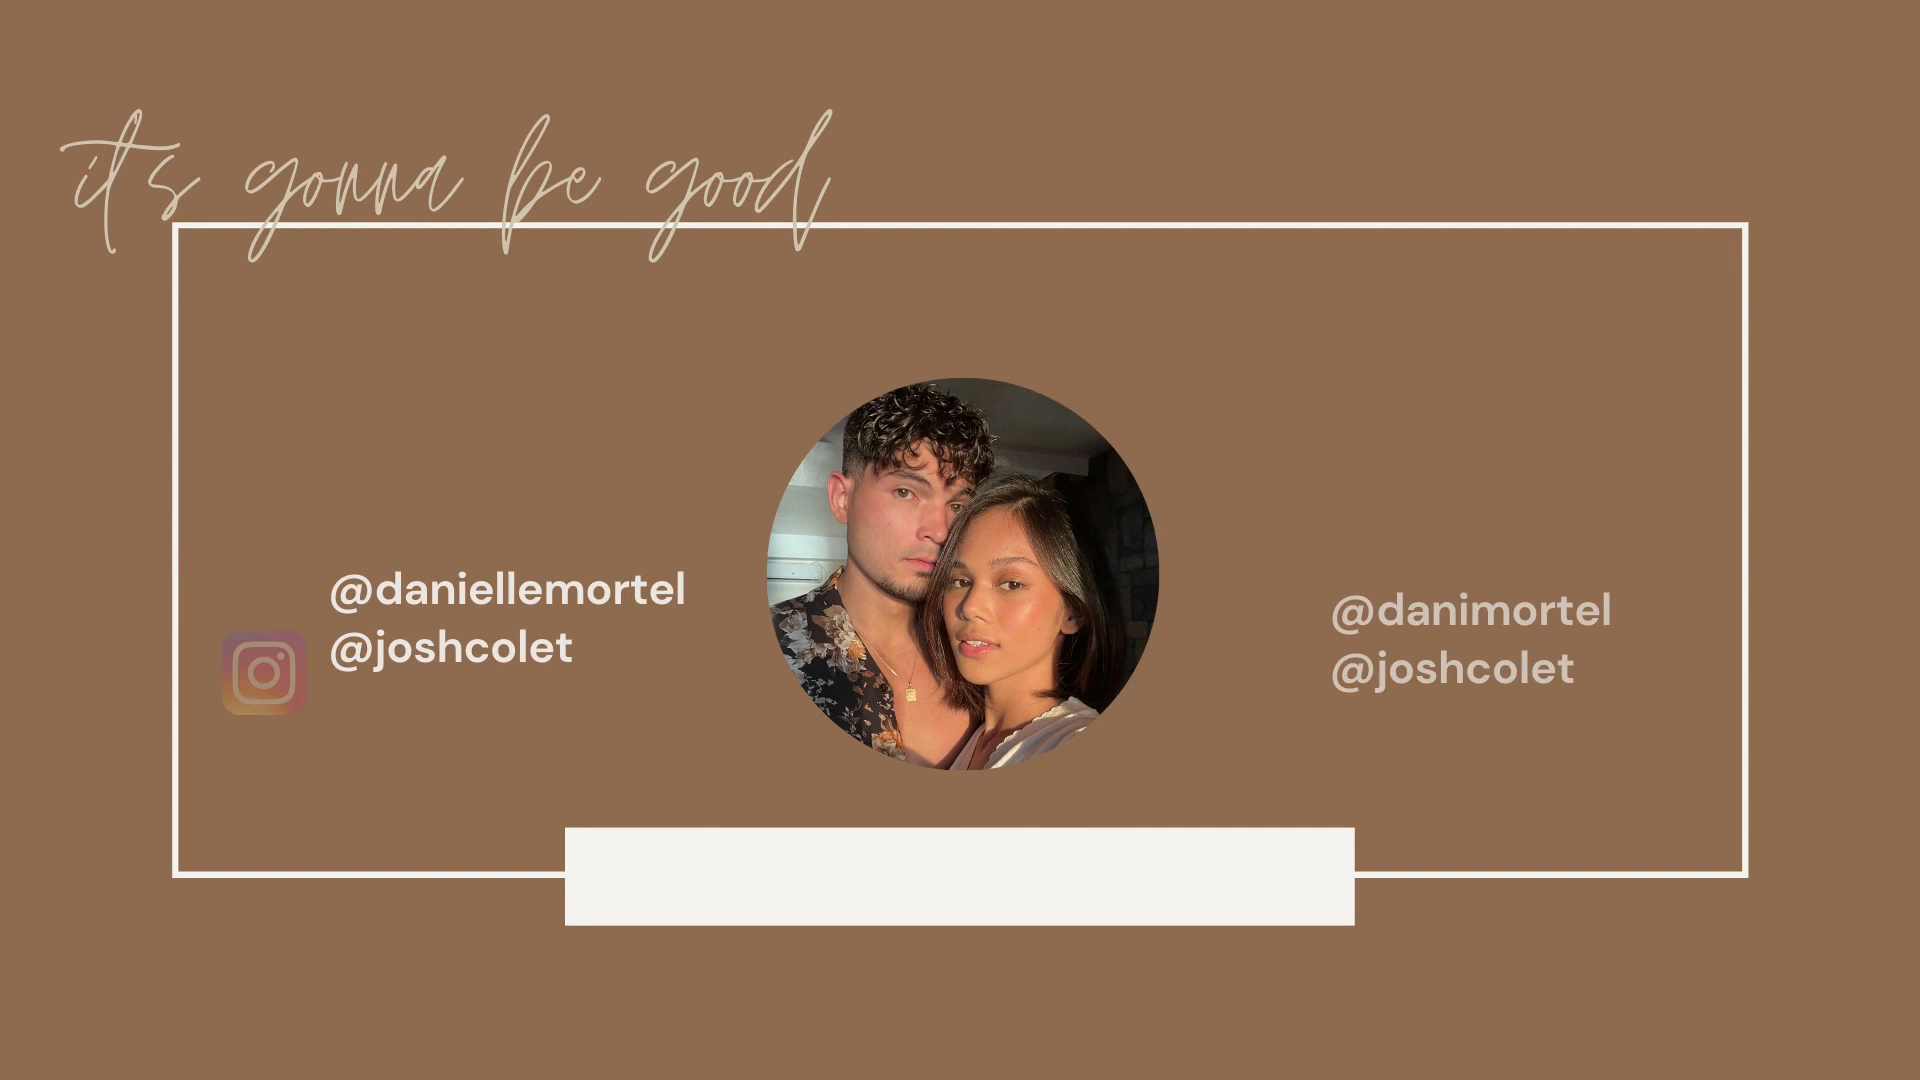 it's gonna be good
@daniellemortel
@joshcolet
@danimortel
@joshcolet